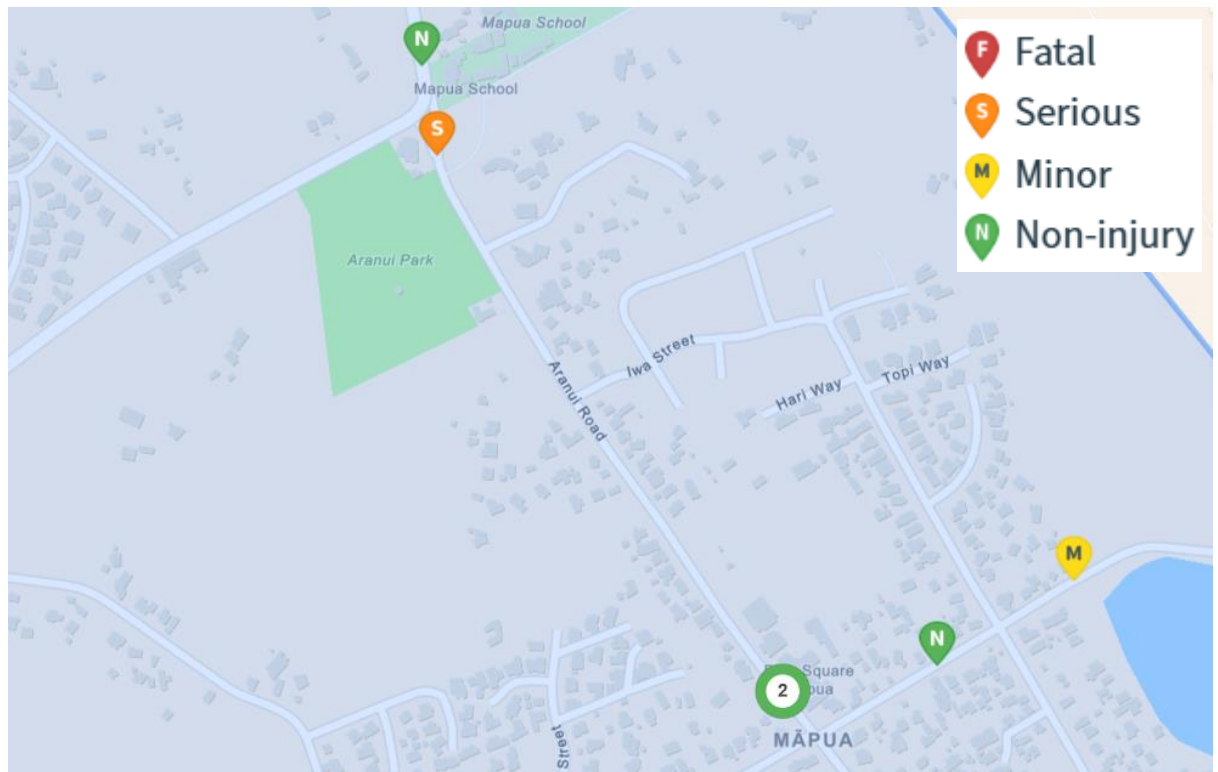 Mapua School
N
Mapua School
S
F Fatal
S Serious
M Minor
N Non-injury
Aranui Park
Iwa Street
Aranui Road
Hari Way
Topi Way
M
N
Square
2
MĀPUA
Street